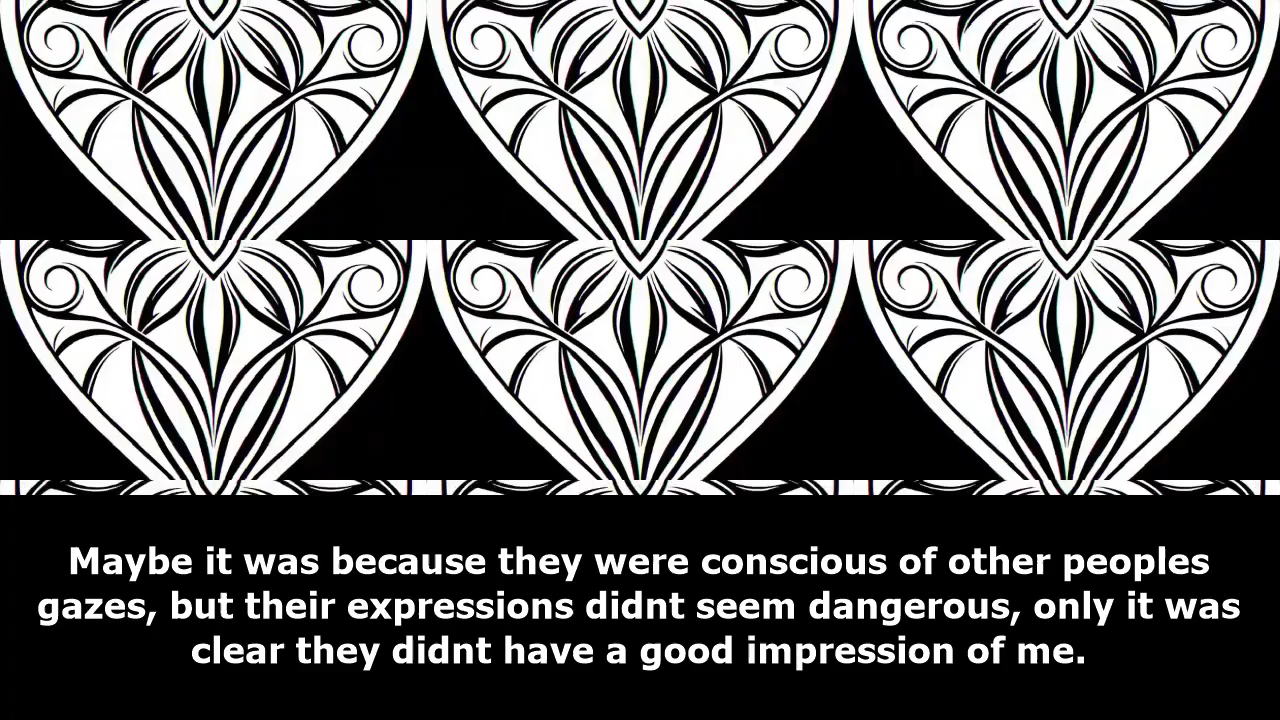 Maybe it was because they were conscious of other peoples
gazes, but their expressions didnt seem dangerous, only it was
clear they didnt have a good impression of me.